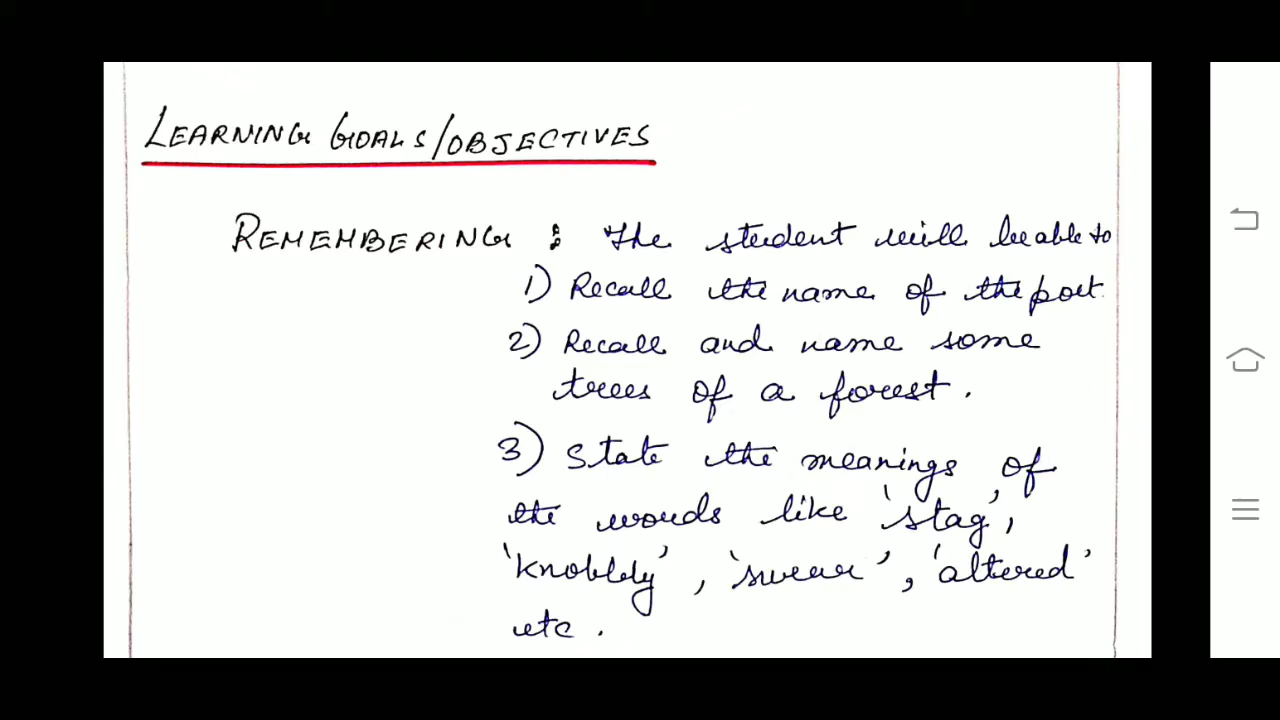 LEARNING GOALS/OBJECTIVES
REMEMBERING : The student will be able to
1) Recall the name of the poet.
2) Recall and name some
trees of a forest.
3) State the meanings of
the words like 'stag',
'knobbly', 'swear', 'altered'
etc.